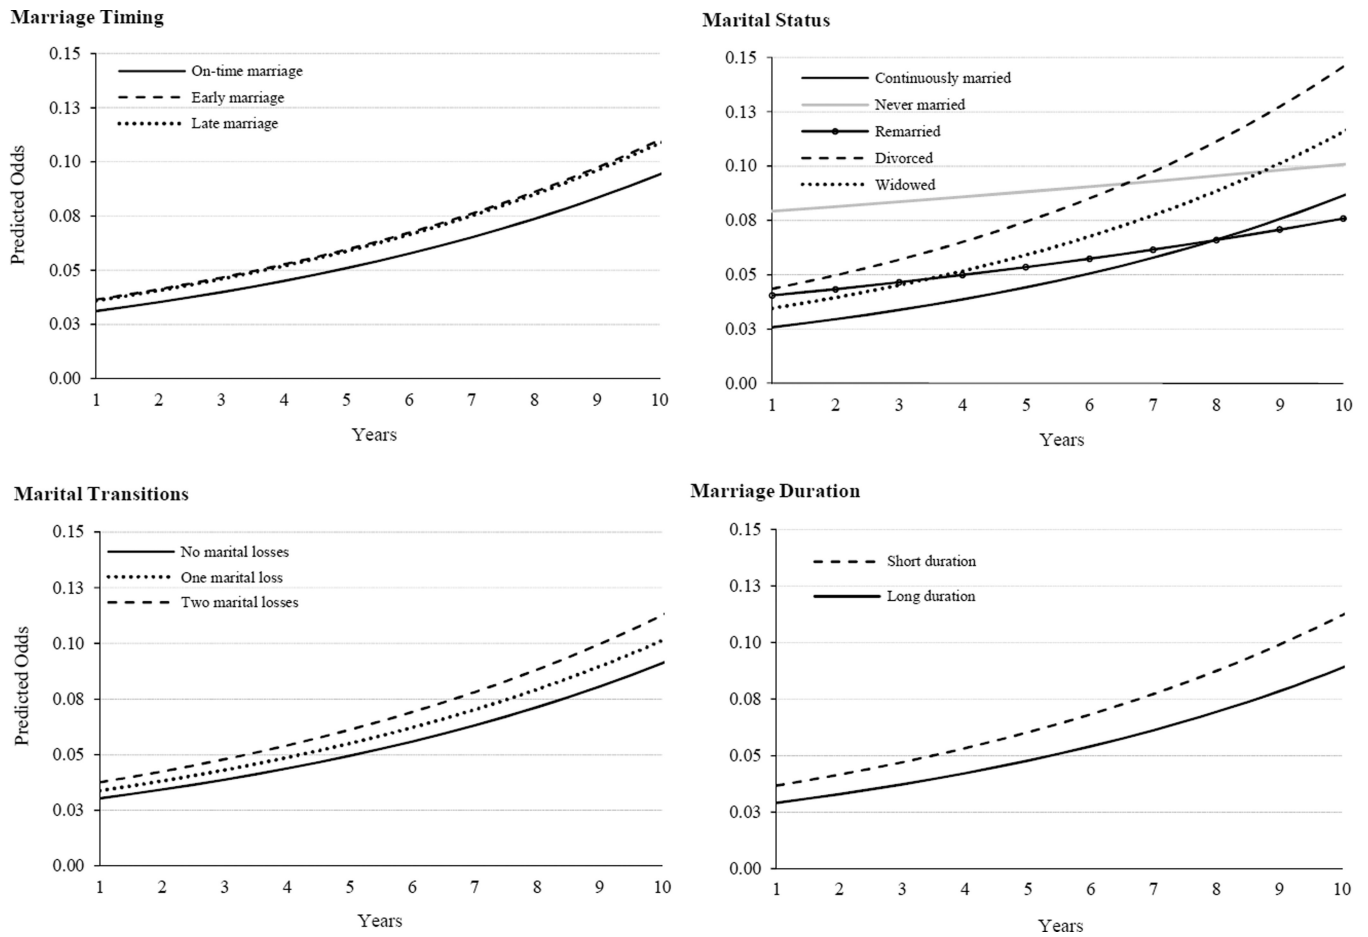 Marriage Timing
Predicted Odds
0.15
0.13
0.10
0.08
0.05
0.03
0.00
On-time marriage
Early marriage
Late marriage
1 2 3 4 5 6 7 8 9 10
Years
Marital Status
0.15
0.13
0.10
0.08
0.05
0.03
0.00
Continuously married
Never married
Remarried
Divorced
Widowed
1 2 3 4 5 6 7 8 9 10
Years
Marital Transitions
Predicted Odds
0.15
0.13
0.10
0.08
0.05
0.03
0.00
No marital losses
One marital loss
Two marital losses
1 2 3 4 5 6 7 8 9 10
Years
Marriage Duration
0.15
0.13
0.10
0.08
0.05
0.03
0.00
Short duration
Long duration
1 2 3 4 5 6 7 8 9 10
Years